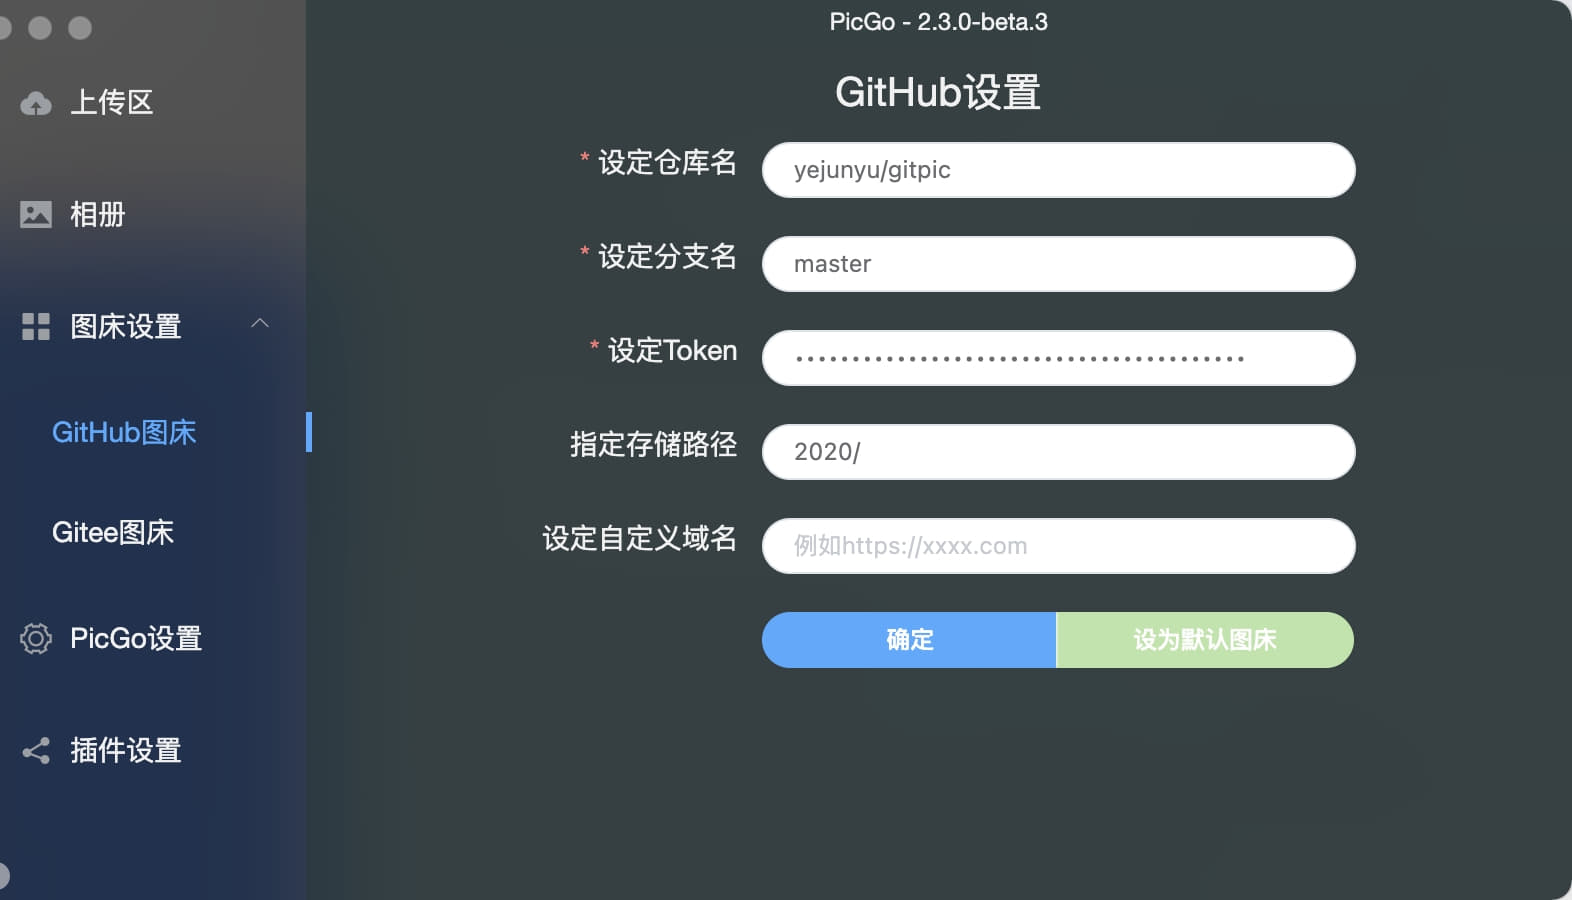 PicGo - 2.3.0-beta.3
上传区
相册
图床设置
GitHub图床
Gitee图床
PicGo设置
插件设置
GitHub设置
* 设定仓库名
yejunyu/gitpic
* 设定分支名
master
* 设定Token
••••••••••••••••••••••••••••••••••••••••
指定存储路径
2020/
设定自定义域名
例如https://xxxx.com
确定
设为默认图床